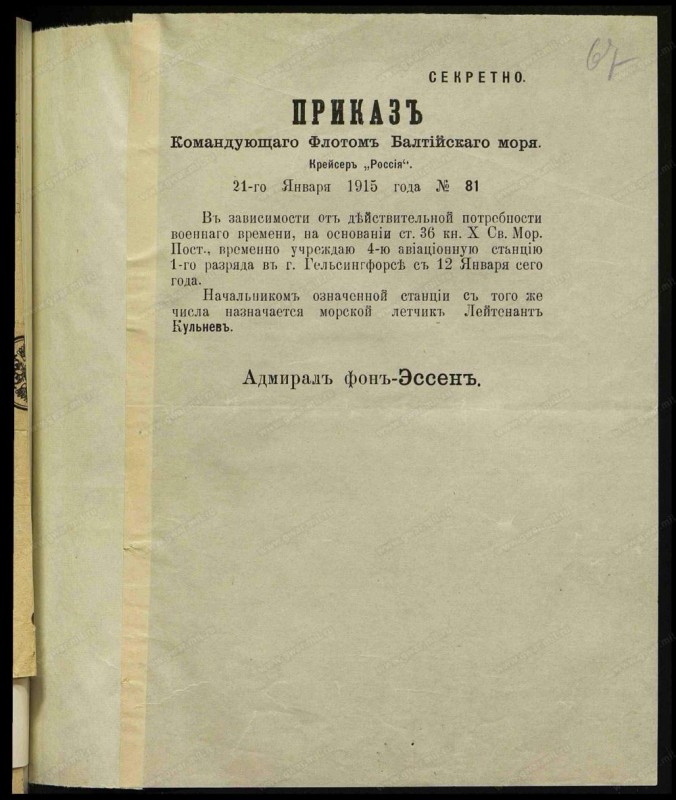 67
СЕКРЕТНО.
ПРИКАЗЪ
Командующаго Флотомъ Балтійскаго моря.
Крейсеръ „Россія“.
21-го Января 1915 года № 81
Въ зависимости отъ дѣйствительной потребности
военнаго времени, на основаніи ст. 36 кн. X Св. Мор.
Пост., временно учреждаю 4-ю авіаціонную станцію
1-го разряда въ г. Гельсингфорсѣ съ 12 Января сего
года.
Начальникомъ означенной станціи съ того же
числа назначается морской летчикъ Лейтенантъ
Кульневъ.
Адмиралъ фонъ-Эссенъ.